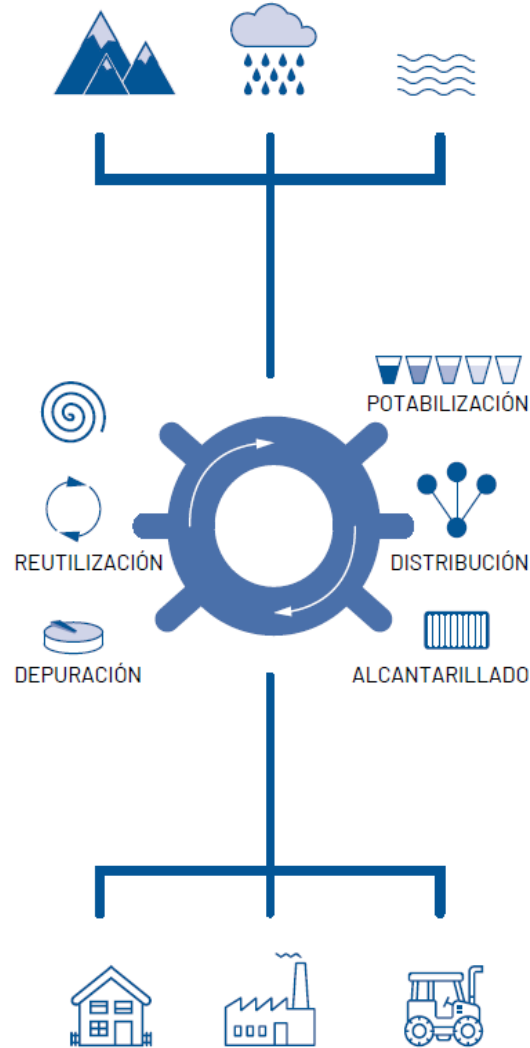 POTABILIZACIÓN
REUTILIZACIÓN
DISTRIBUCIÓN
DEPURACIÓN
ALCANTARILLADO